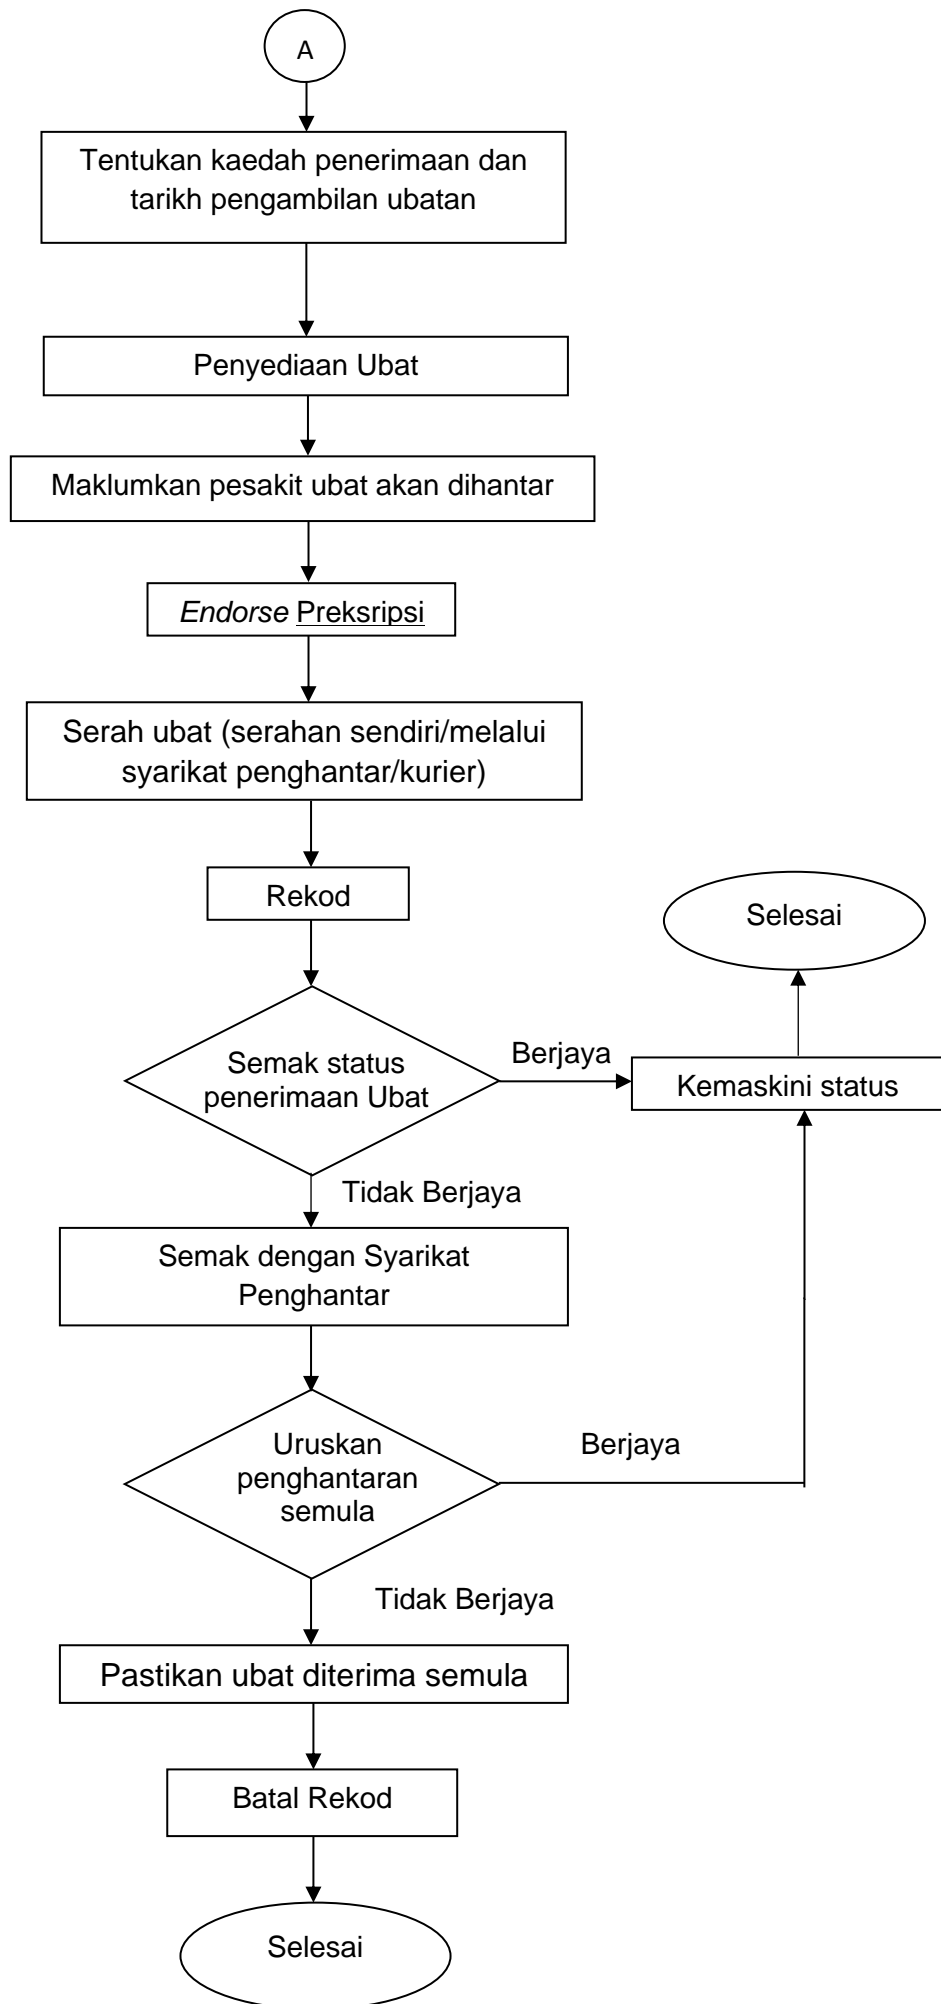 A
Tentukan kaedah penerimaan dan
tarikh pengambilan ubatan
Penyediaan Ubat
Maklumkan pesakit ubat akan dihantar
Endorse Preksripsi
Serah ubat (serahan sendiri/melalui
syarikat penghantar/kurier)
Rekod
Selesai
Semak status
penerimaan Ubat
Berjaya
Kemaskini status
Tidak Berjaya
Semak dengan Syarikat
Penghantar
Uruskan
penghantaran
semula
Berjaya
Tidak Berjaya
Pastikan ubat diterima semula
Batal Rekod
Selesai